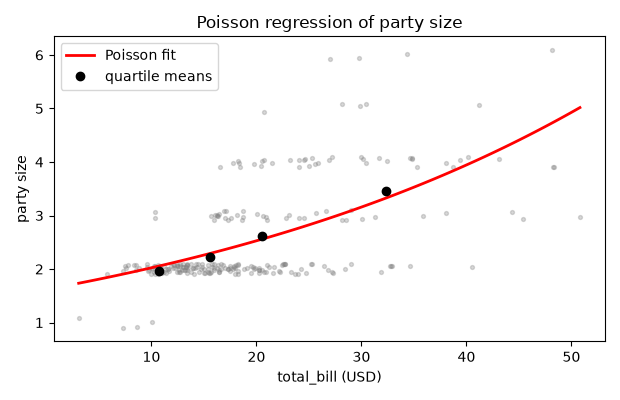 Poisson regression of party size
Poisson fit
quartile means
party size
6
5
4
3
2
1
10 20 30 40 50
total_bill (USD)